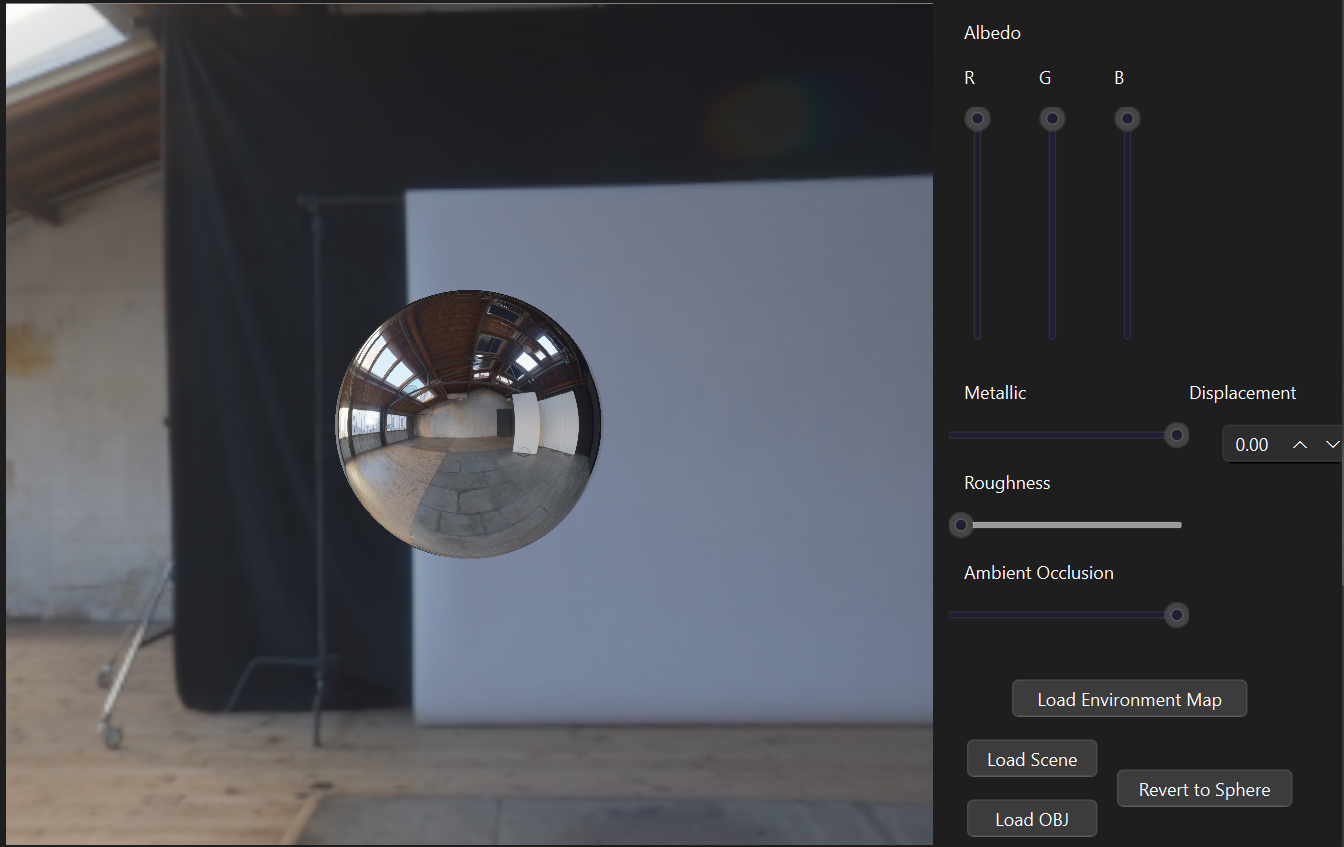 Albedo
R G B
Metallic Displacement
0.00
Roughness
Ambient Occlusion
Load Environment Map
Load Scene
Revert to Sphere
Load OBJ